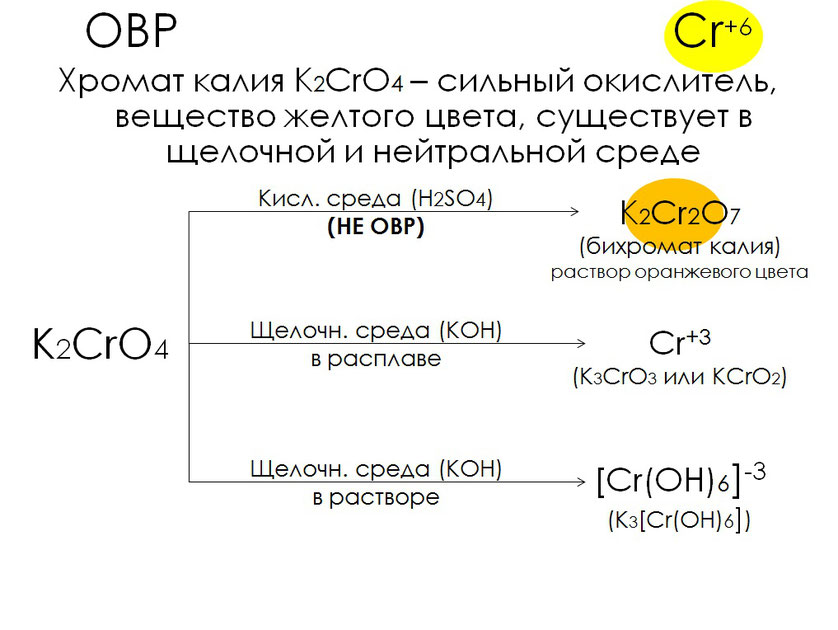 ОВР
Cr+6
Хромат калия K2CrO4 – сильный окислитель,
вещество желтого цвета, существует в
щелочной и нейтральной среде
Кисл. среда (H2SO4)
(НЕ ОВР)
K2Cr2O7
(бихромат калия)
раствор оранжевого цвета
K2CrO4
Щелочн. среда (KOH)
в расплаве
Cr+3
(K3CrO3 или KCrO2)
Щелочн. среда (KOH)
в растворе
[Cr(OH)6]-3
(K3[Cr(OH)6])